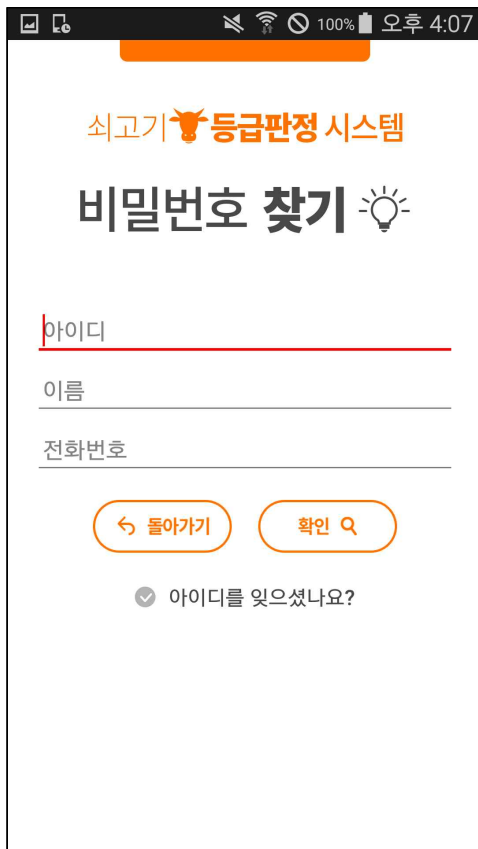 100% 오후 4:07
쇠고기 등급판정 시스템
비밀번호 찾기
아이디
이름
전화번호
돌아가기 확인
아이디를 잊으셨나요?